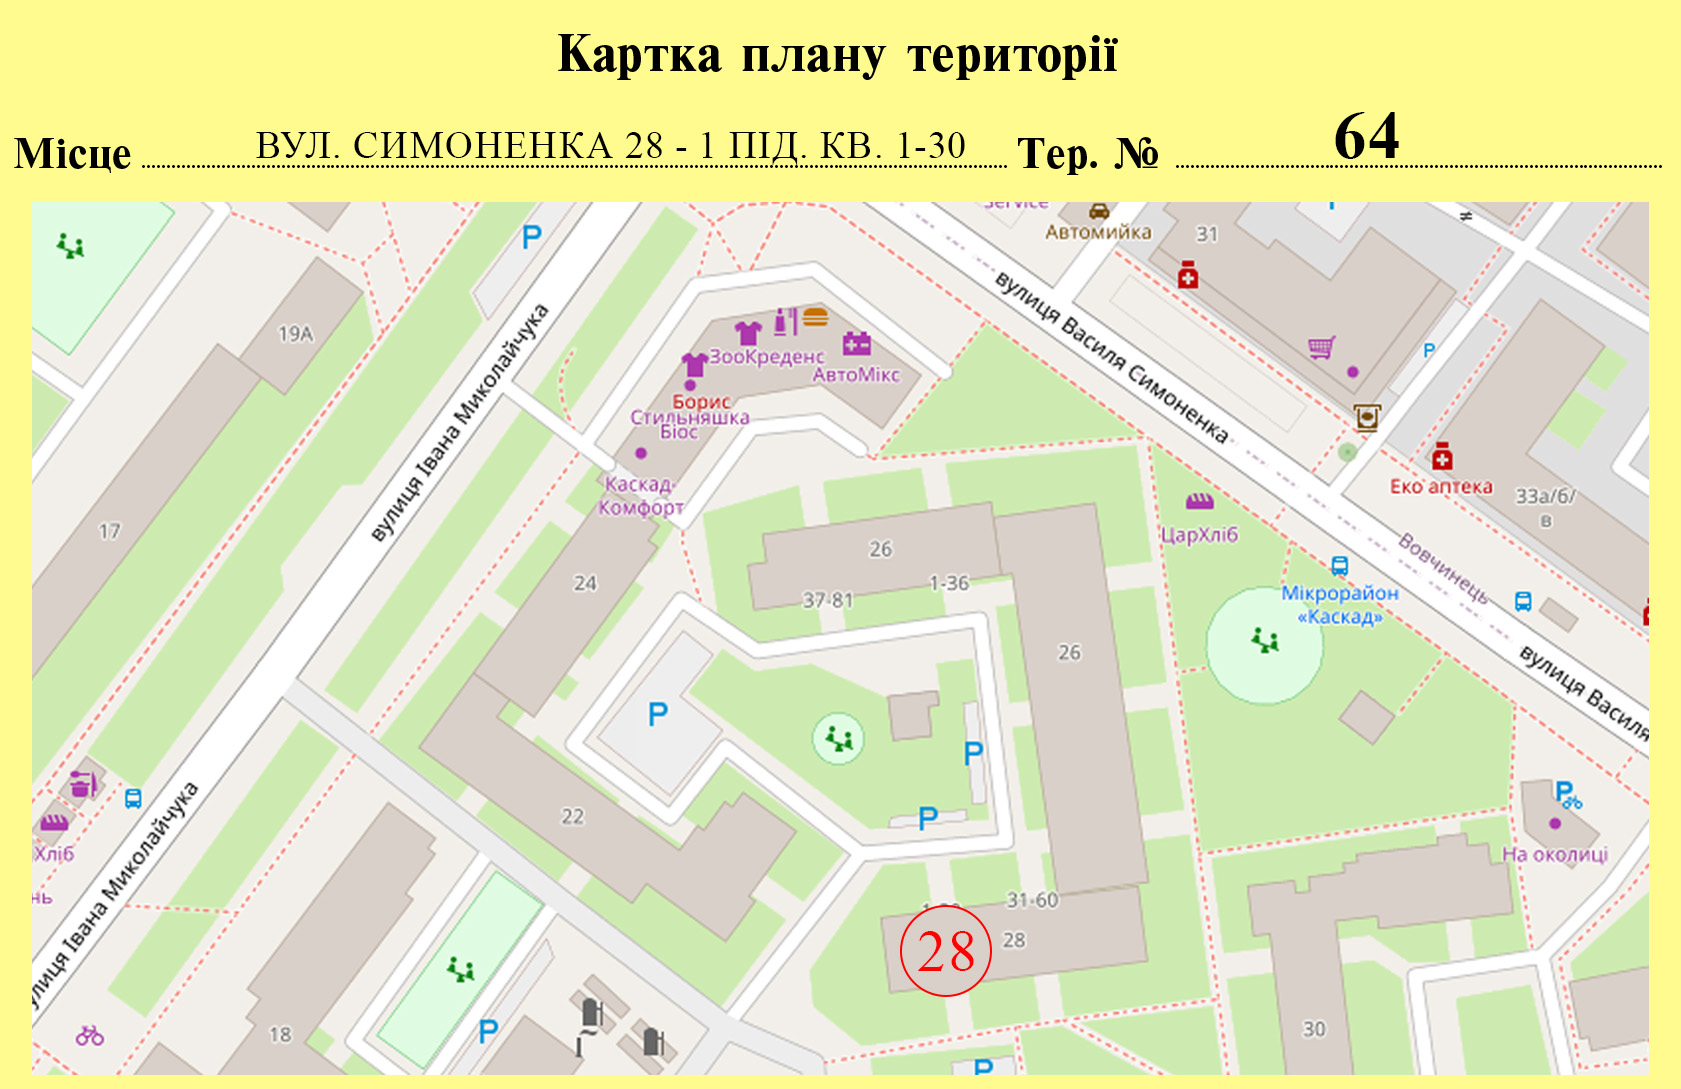 Картка плану території
Місце ВУЛ. СИМОНЕНКА 28 - 1 ПІД. КВ. 1-30 Тер. № 64
Service
Автомийка
31
P
P
19А
вулиця Василя Симоненка
ЗооКреденс
АвтоМікс
P
Борис
Стильняшка
Біос
вулиця Івана Миколайчука
Каскад-
Комфорт
Еко аптека
33а/б/
в
17
ЦарХліб
26
Вовчинець
24
1-36
37-81
Мікрорайон
«Каскад»
26
вулиця Василя
P
P
P
22
P
Хліб
вулиця Івана Миколайчука
На околиці
нь
31-60
28
28
18
P
30
P